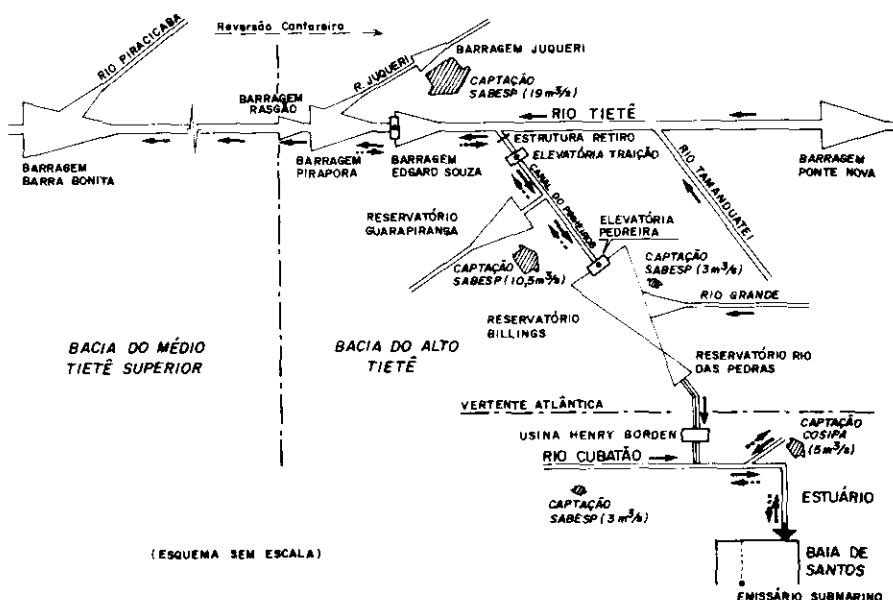 Reversão Cantareira
RIO PIRACICABA
R. JUQUERI
BARRAGEM JUQUERI
CAPTAÇÃO
SABESP (19 m³/s)
BARRAGEM
RASGÃO
RIO TIETÊ
ESTRUTURA RETIRO
ELEVATÓRIA TRAIÇÃO
BARRAGEM
BARRA BONITA
BARRAGEM
PIRAPORA
BARRAGEM
EDGARD SOUZA
BARRAGEM
PONTE NOVA
RIO TAMANDUATEI
CANAL DO PINHEIROS
RESERVATÓRIO
GUARAPIRANGA
ELEVATÓRIA
PEDREIRA
CAPTAÇÃO
SABESP (10,5 m³/s)
CAPTAÇÃO
SABESP (3 m³/s)
RIO GRANDE
RESERVATÓRIO
BILLINGS
BACIA DO MÉDIO
TIETÊ SUPERIOR
BACIA DO ALTO
TIETÊ
RESERVATÓRIO RIO
DAS PEDRAS
VERTENTE ATLÂNTICA
USINA HENRY BORDEN
CAPTAÇÃO
COSIPA
(5 m³/s)
RIO CUBATÃO
CAPTAÇÃO
SABESP (3 m³/s)
ESTUÁRIO
(ESQUEMA SEM ESCALA)
BAIA DE
SANTOS
EMISSÁRIO SUBMARINO